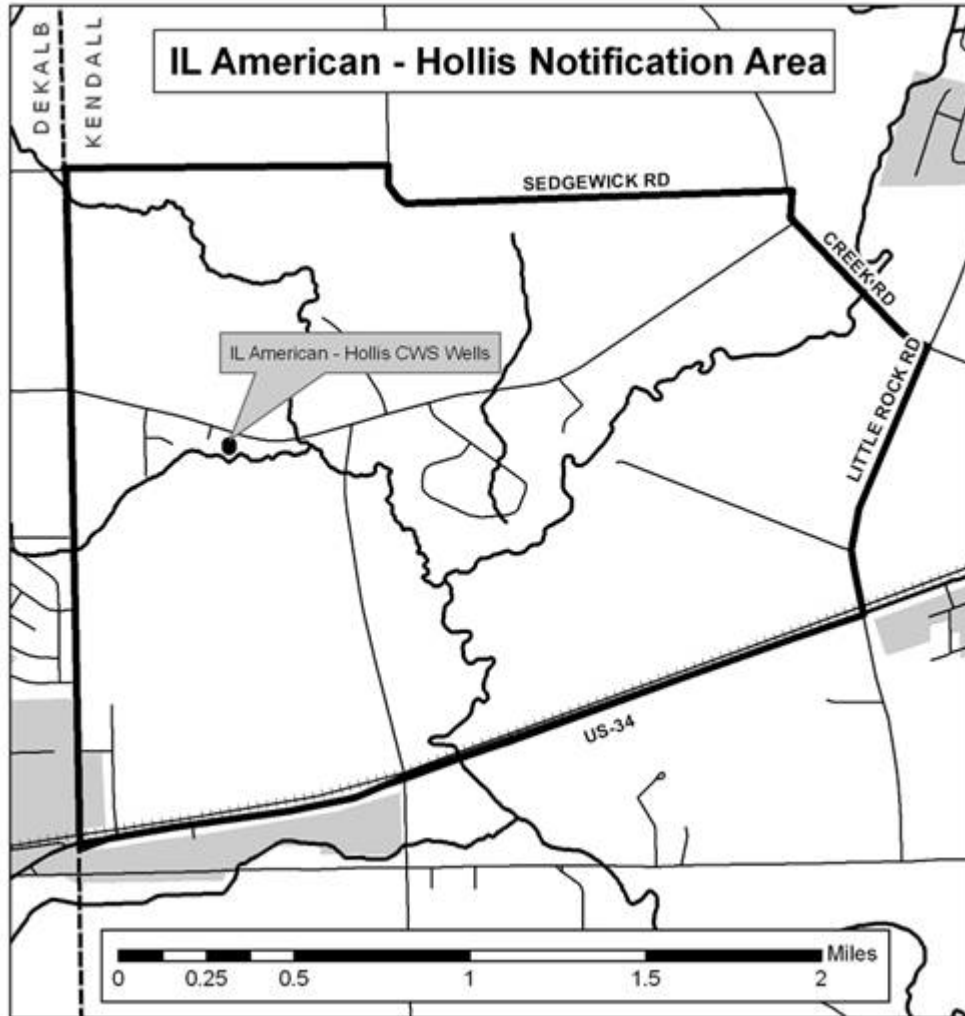 IL American - Hollis Notification Area
DEKALB
KENDALL
SEDGEWICK RD
CREEK RD
IL American - Hollis CWS Wells
LITTLE ROCK RD
US-34
Miles
0 0.25 0.5 1 1.5 2